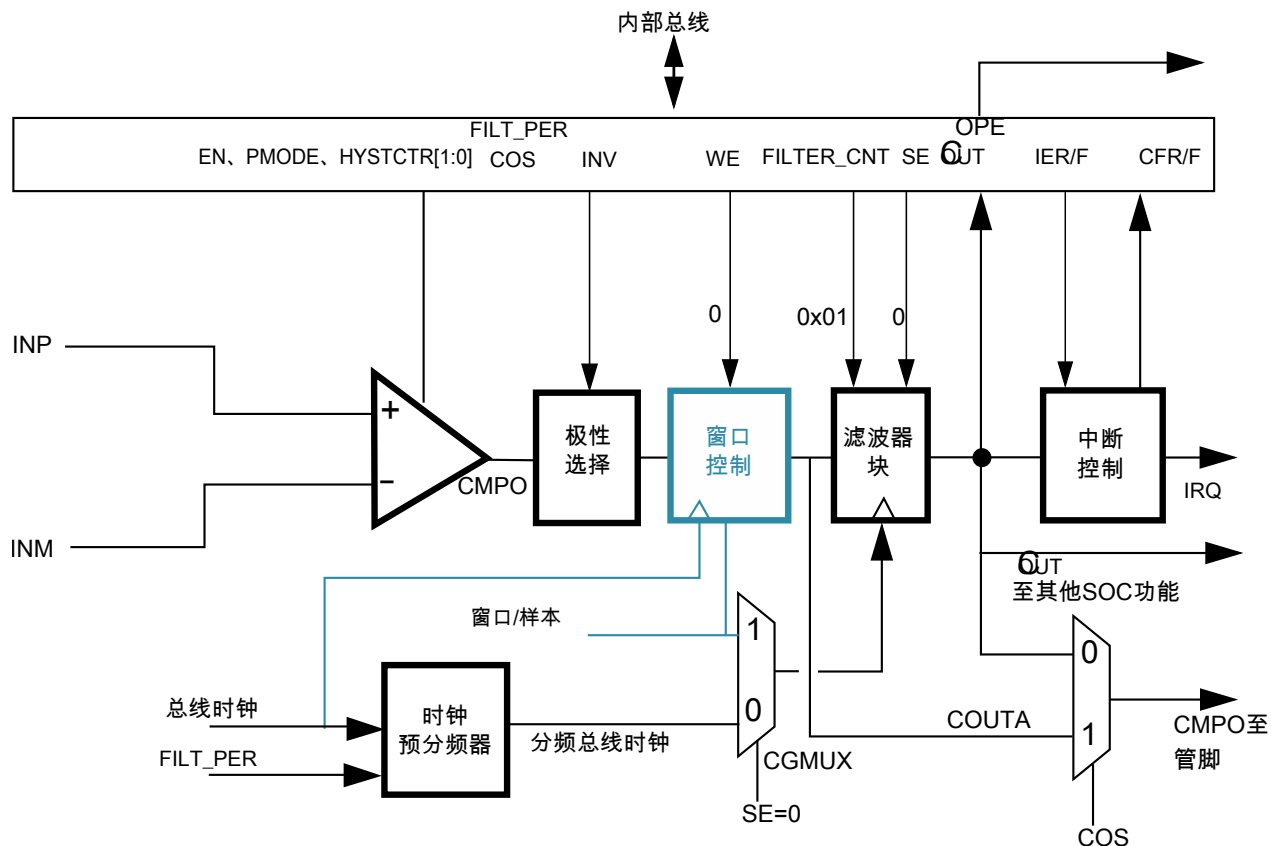 内部总线
FILT_PER
OPE
EN、PMODE、HYSTCTR[1:0]
COS
INV
WE
FILTER_CNT
SE
COUT
IER/F
CFR/F
0
0x01
0
INP
INM
+
−
CMPO
极性
选择
窗口
控制
滤波器
块
中断
控制
IRQ
COUT
至其他SOC功能
窗口/样本
1
0
总线时钟
时钟
预分频器
分频总线时钟
FILT_PER
CGMUX
SE=0
COUTA
0
1
CMPO至
管脚
COS